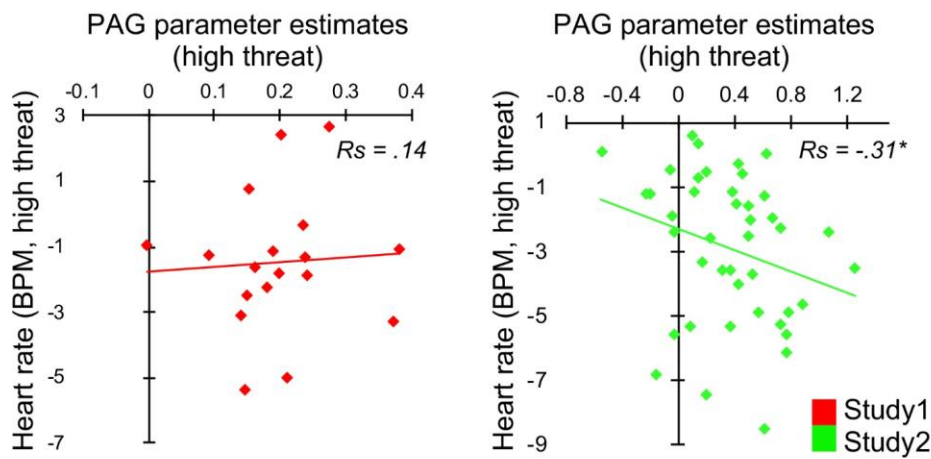 PAG parameter estimates
(high threat)
-0.1 0 0.1 0.2 0.3 0.4
3
1
-1
-3
-5
-7
Heart rate (BPM, high threat)
Rs = .14
PAG parameter estimates
(high threat)
-0.8 -0.4 0 0.4 0.8 1.2
1
-1
-3
-5
-7
-9
Heart rate (BPM, high threat)
Rs = -.31*
Study1
Study2